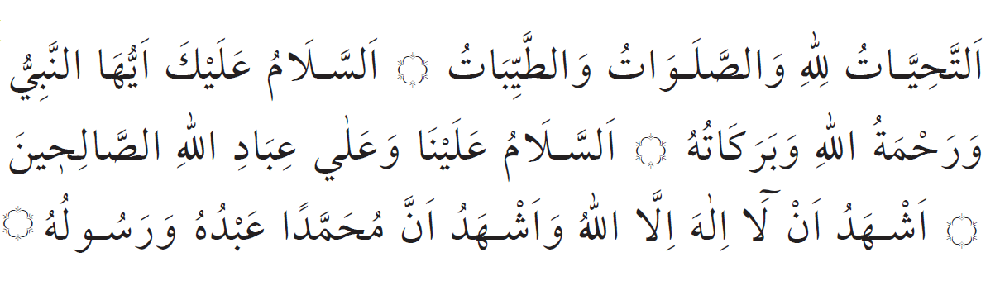 اَلتَّحِيَّاتُ لِلّٰهِ وَالصَّلَوَاتُ وَالطَّيِّبَاتُ ۝ اَلسَّلَامُ عَلَيْكَ اَيُّهَا النَّبِيُّ
وَرَحْمَةُ اللّٰهِ وَبَرَكَاتُهُ ۝ اَلسَّلَامُ عَلَيْنَا وَعَلٰي عِبَادِ اللّٰهِ الصَّالِحٖينَ
۝ اَشْهَدُ اَنْ لَٓا اِلٰهَ اِلَّا اللّٰهُ وَاَشْهَدُ اَنَّ مُحَمَّدًا عَبْدُهُ وَرَسُولُهُ ۝